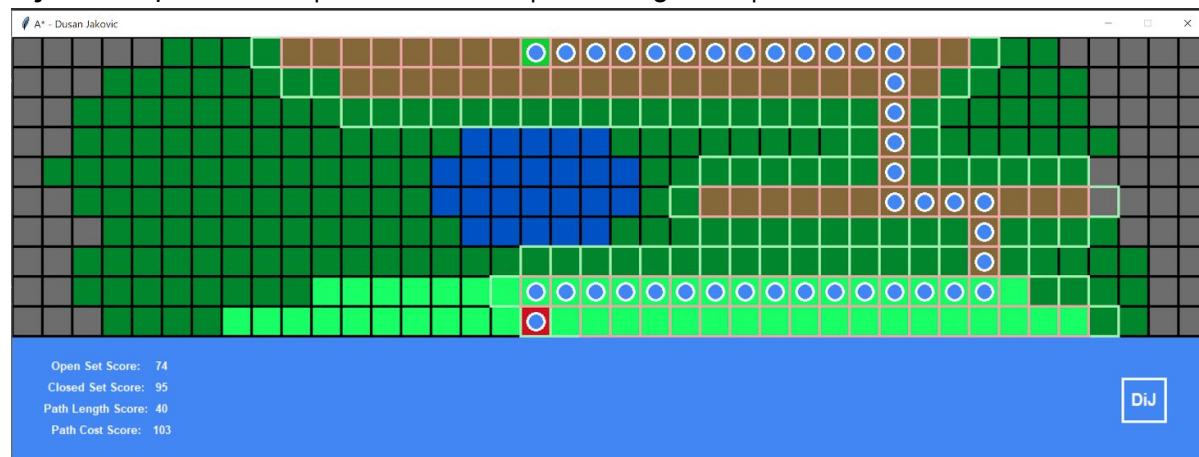 A* - Dusan Jakovic
Open Set Score: 74
Closed Set Score: 95
Path Length Score: 40
Path Cost Score: 103
DiJ